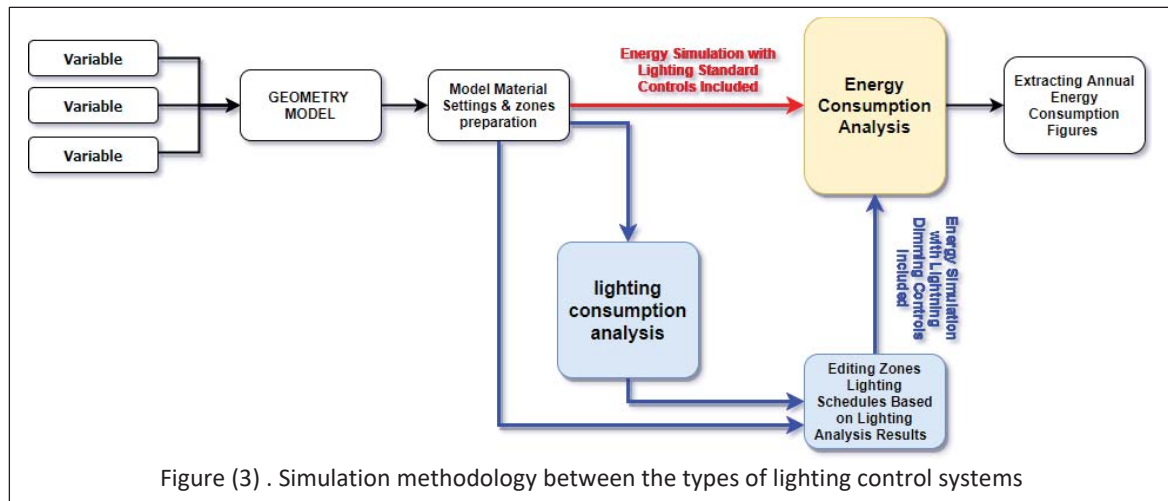 Variable
Variable
Variable
GEOMETRY
MODEL
Model Material
Settings & zones
preparation
Energy Simulation with
Lighting Standard
Controls Included
Energy
Consumption
Analysis
Extracting Annual
Energy
Consumption
Figures
lighting
consumption
analysis
Energy Simulation
with Lightning
Dimming Controls
Included
Editing Zones
Lighting
Schedules Based
on Lighting
Analysis Results
Figure (3) . Simulation methodology between the types of lighting control systems